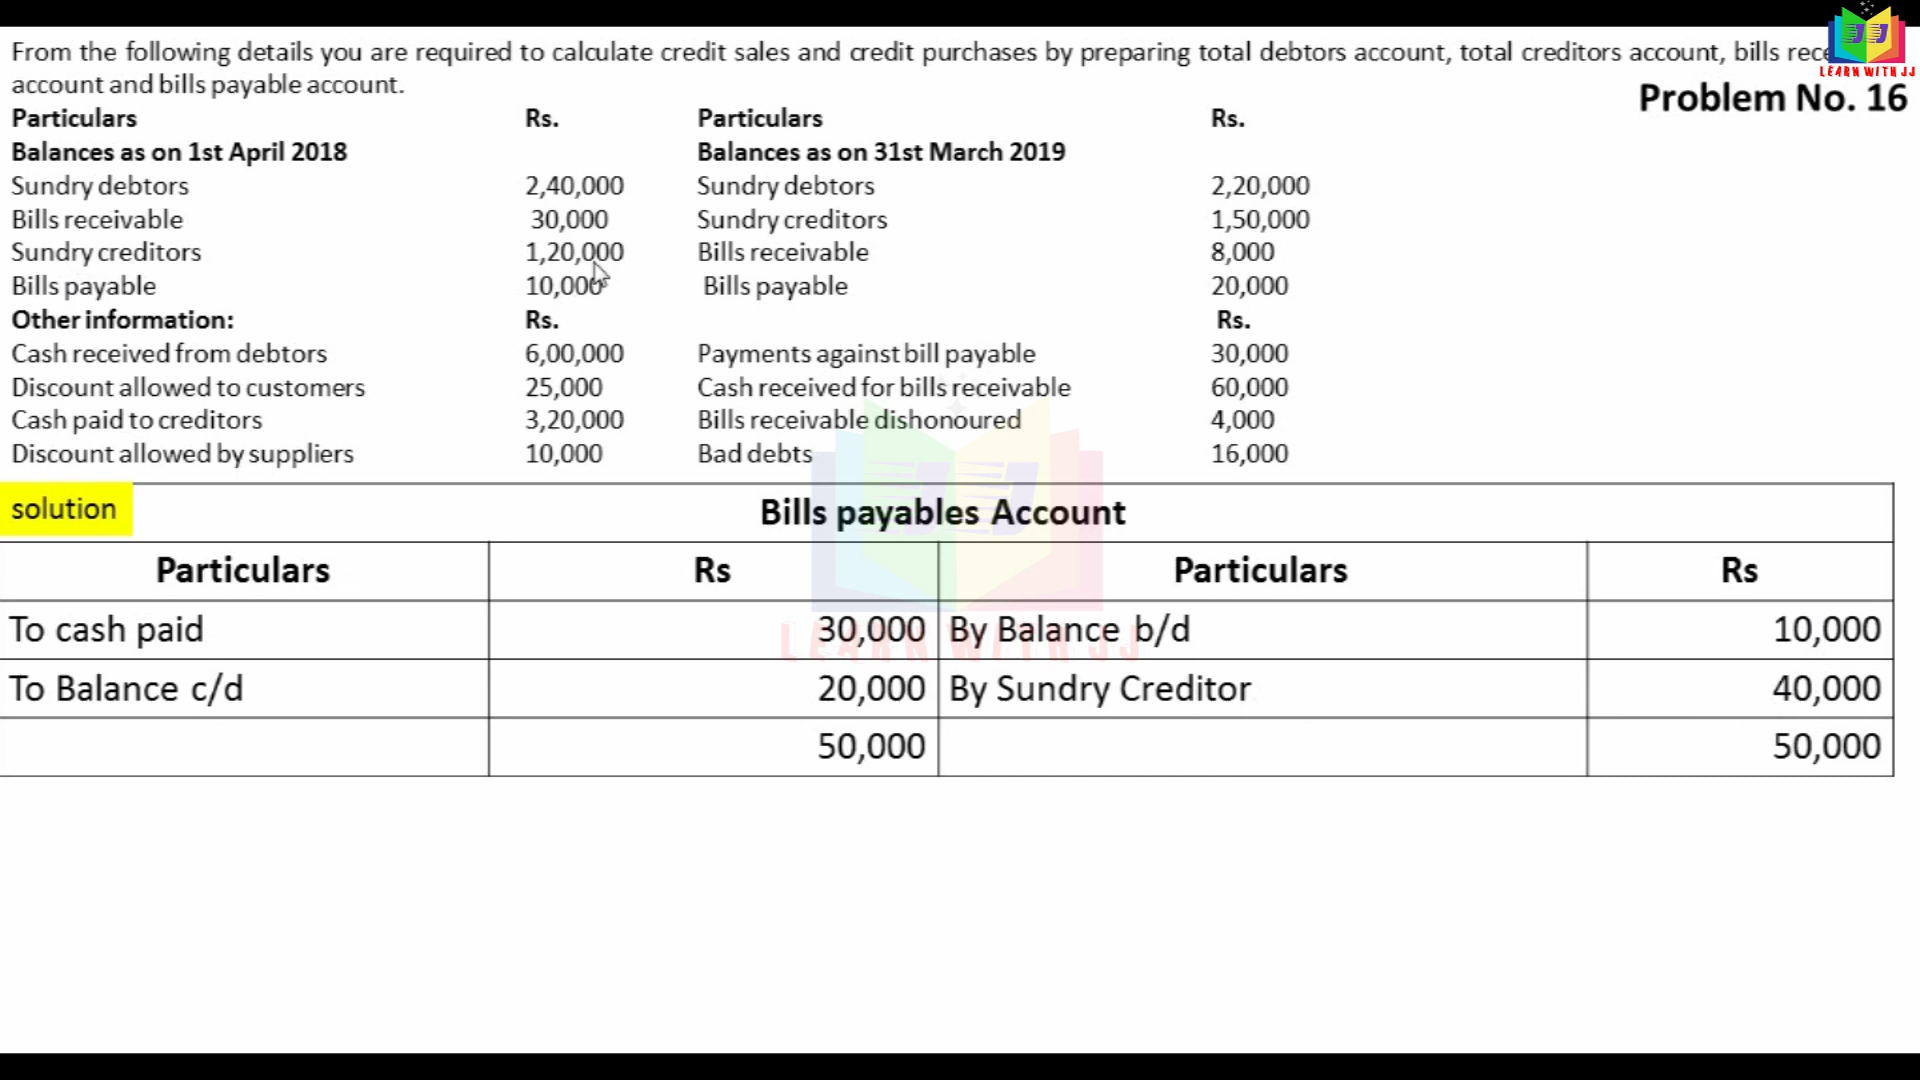 From the following details you are required to calculate credit sales and credit purchases by preparing total debtors account, total creditors account, bills
account and bills payable account.
LEARN WITH JJ
Problem No. 16
Particulars Rs. Particulars Rs.
Balances as on 1st April 2018 Balances as on 31st March 2019
Sundry debtors 2,40,000 Sundry debtors 2,20,000
Bills receivable 30,000 Sundry creditors 1,50,000
Sundry creditors 1,20,000 Bills receivable 8,000
Bills payable 10,000 Bills payable 20,000
Other information: Rs. Rs.
Cash received from debtors 6,00,000 Payments against bill payable 30,000
Discount allowed to customers 25,000 Cash received for bills receivable 60,000
Cash paid to creditors 3,20,000 Bills receivable dishonoured 4,000
Discount allowed by suppliers 10,000 Bad debts 16,000
solution Bills payables Account
Particulars Rs Particulars Rs
To cash paid 30,000 By Balance b/d 10,000
LEARN WITH JJ
To Balance c/d 20,000 By Sundry Creditor 40,000
50,000 50,000